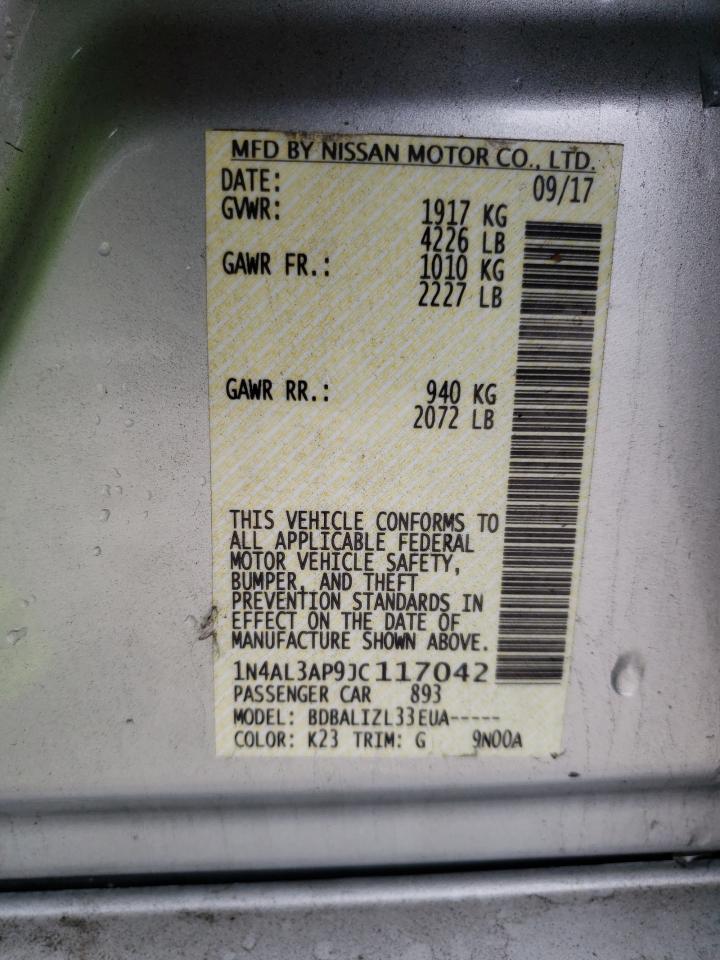 MFD BY NISSAN MOTOR CO., LTD.
DATE: 09/17
GVWR: 1917 KG
4226 LB
GAWR FR.: 1010 KG
2227 LB
GAWR RR.: 940 KG
2072 LB
THIS VEHICLE CONFORMS TO
ALL APPLICABLE FEDERAL
MOTOR VEHICLE SAFETY,
BUMPER, AND THEFT
PREVENTION STANDARDS IN
EFFECT ON THE DATE OF
MANUFACTURE SHOWN ABOVE.
1N4AL3AP9JC117042
PASSENGER CAR 893
MODEL: BDBALIZL33EUA-----
COLOR: K23 TRIM: G 9N00A